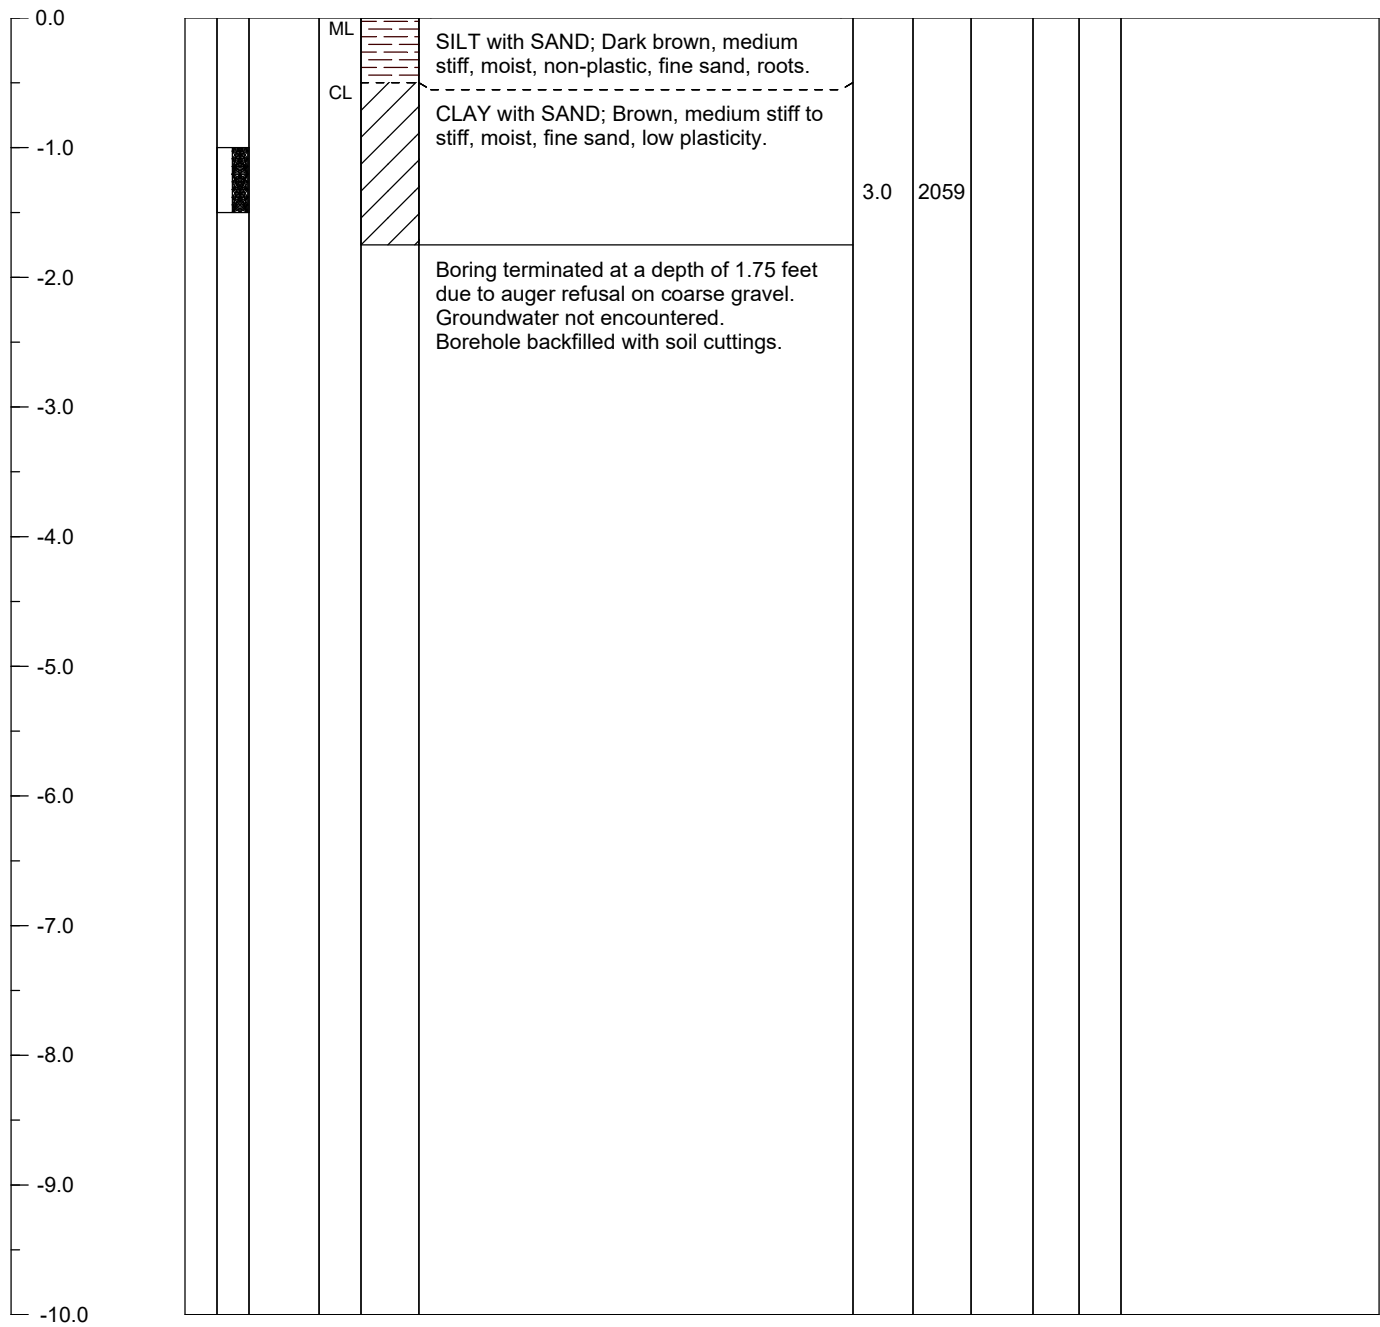 0.0
ML
SILT with SAND; Dark brown, medium
stiff, moist, non-plastic, fine sand, roots.
CL
CLAY with SAND; Brown, medium stiff to
stiff, moist, fine sand, low plasticity.
-1.0
3.0 2059
Boring terminated at a depth of 1.75 feet
due to auger refusal on coarse gravel.
Groundwater not encountered.
Borehole backfilled with soil cuttings.
-2.0
-3.0
-4.0
-5.0
-6.0
-7.0
-8.0
-9.0
-10.0